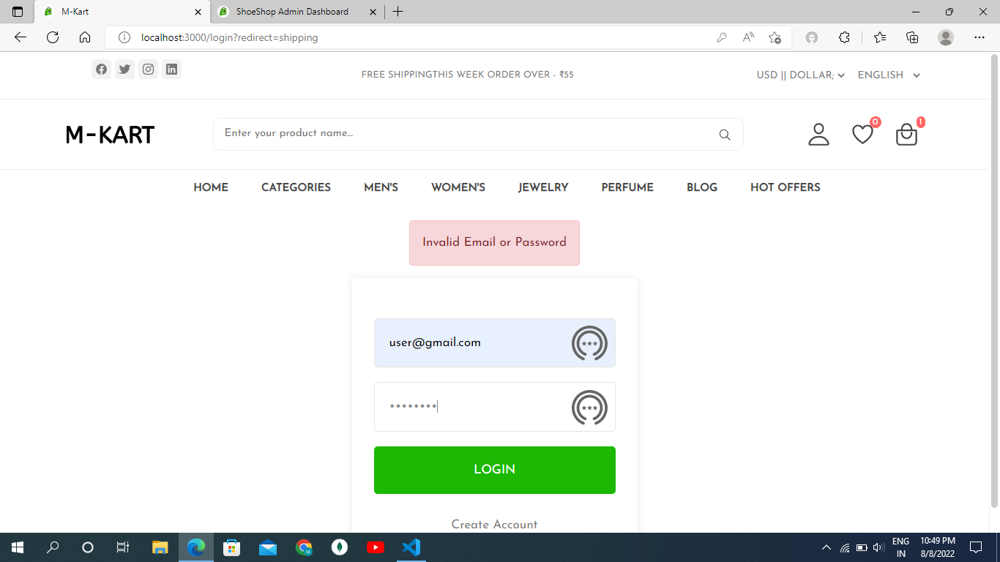 M-Kart
ShoeShop Admin Dashboard
localhost:3000/login?redirect=shipping
FREE SHIPPINGTHIS WEEK ORDER OVER - ₹55
USD || DOLLAR;
ENGLISH
M-KART
Enter your product name...
0
1
HOME
CATEGORIES
MEN'S
WOMEN'S
JEWELRY
PERFUME
BLOG
HOT OFFERS
Invalid Email or Password
user@gmail.com
••••••••
LOGIN
Create Account
ENG
IN
10:49 PM
8/8/2022